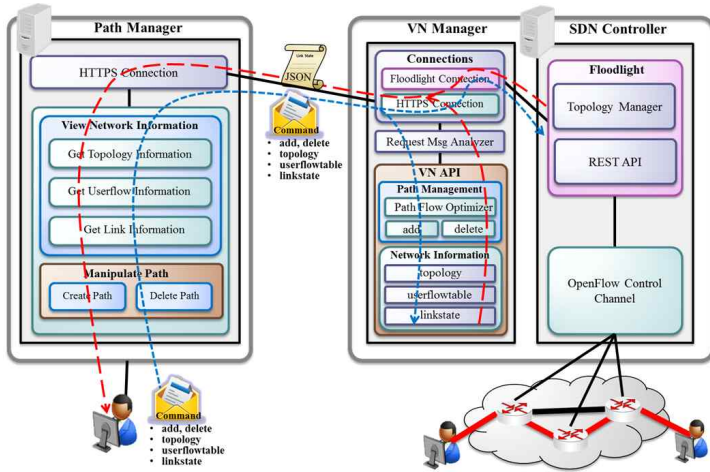 Path Manager
HTTPS Connection
View Network Information
Get Topology Information
Get Userflow Information
Get Link Information
Manipulate Path
Create Path
Delete Path
Link State
JSON
Command
• add, delete
• topology
• userflowtable
• linkstate
Command
• add, delete
• topology
• userflowtable
• linkstate
VN Manager
Connections
Floodlight Connection
HTTPS Connection
Request Msg Analyzer
VN API
Path Management
Path Flow Optimizer
add
delete
Network Information
topology
userflowtable
linkstate
SDN Controller
Floodlight
Topology Manager
REST API
OpenFlow Control
Channel